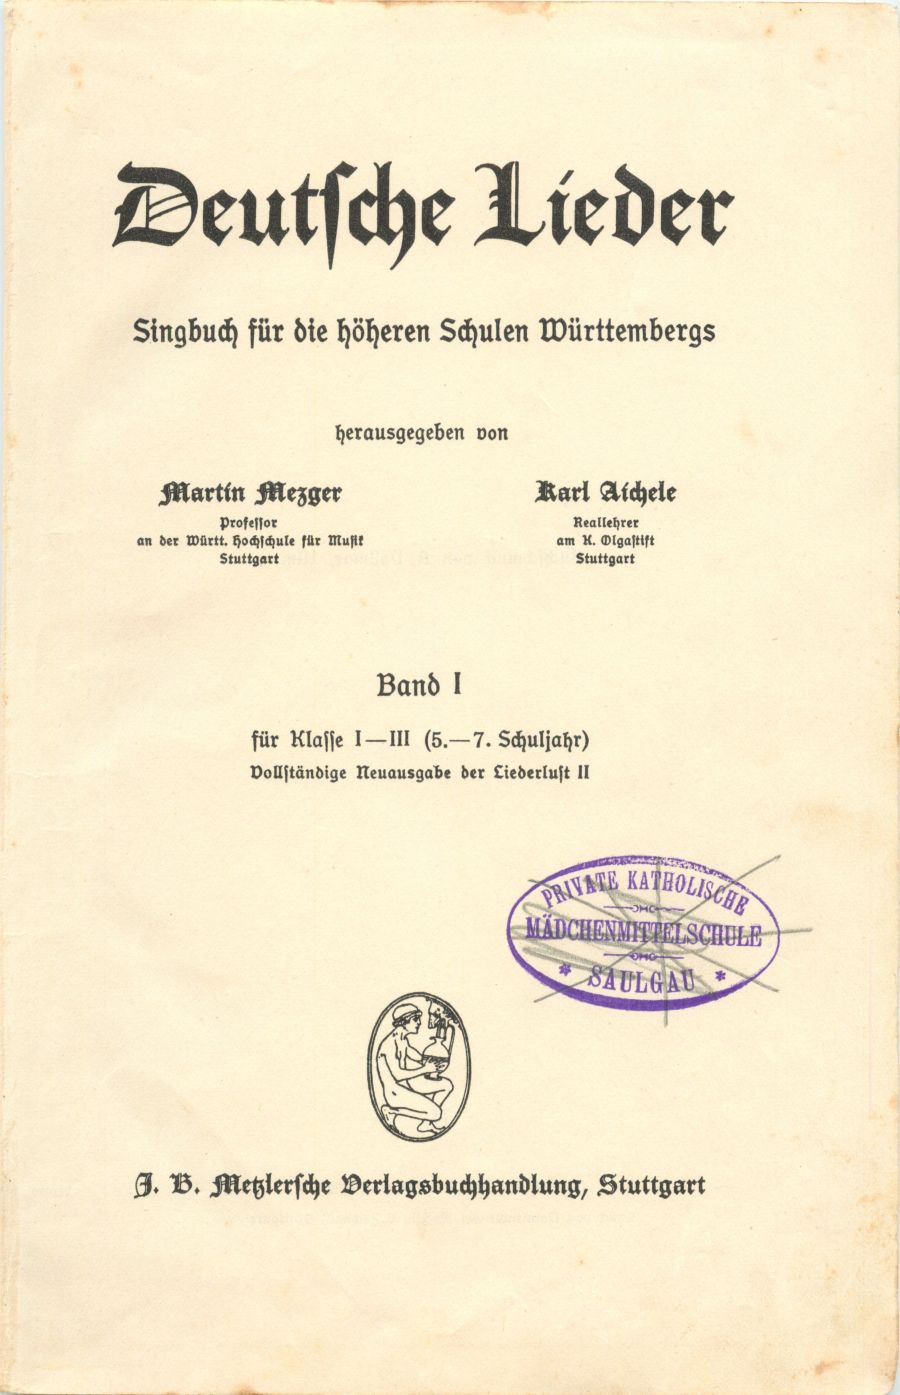 Deutsche Lieder
Singbuch für die höheren Schulen Württembergs
herausgegeben von
Martin Mezger
Professor
an der Württ. Hochschule für Musik
Stuttgart
Karl Aichele
Reallehrer
am K. Olgastift
Stuttgart
Band I
für Klasse I—III (5.—7. Schuljahr)
Vollständige Neuausgabe der Liederlust II
PRIVATE KATHOLISCHE
MÄDCHENMITTELSCHULE
* SAULGAU *
J. B. Metzlersche Verlagsbuchhandlung, Stuttgart